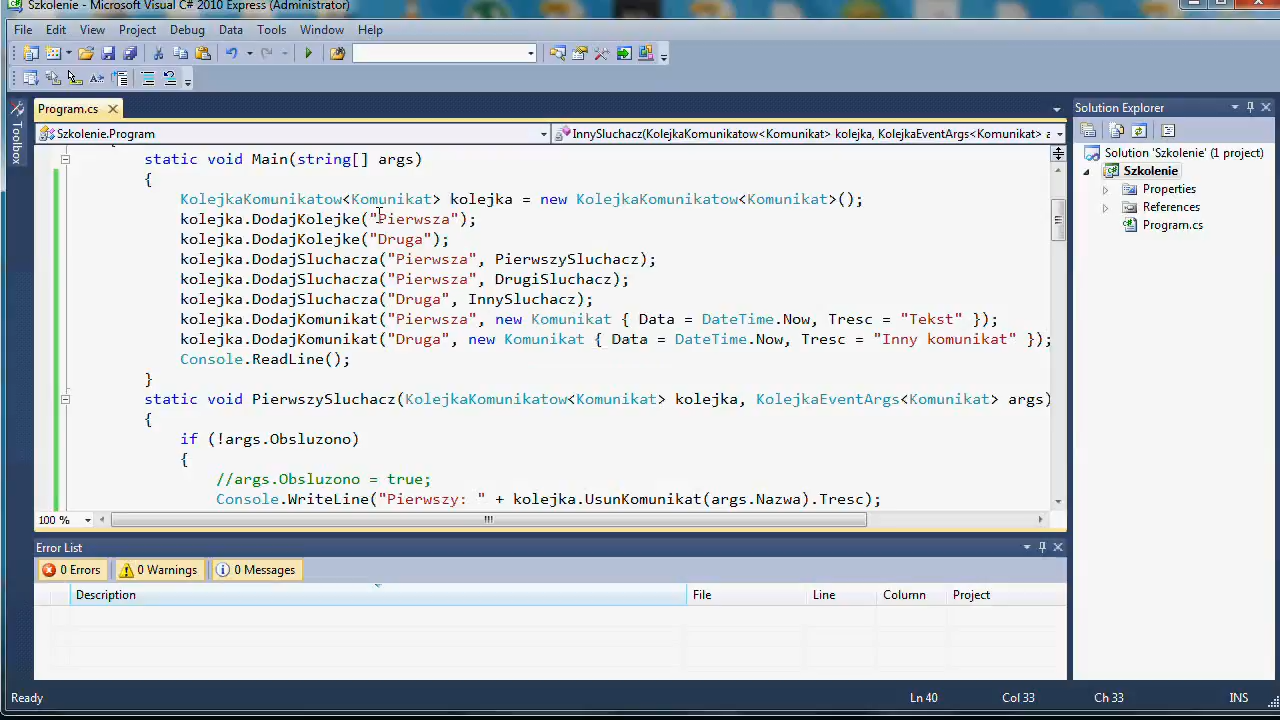 Szkolenie - Microsoft Visual C# 2010 Express (Administrator)
File Edit View Project Debug Data Tools Window Help
Program.cs
Szkolenie.Program InnySluchacz(KolejkaKomunikatow<Komunikat> kolejka, KolejkaEventArgs<Komunikat> a
static void Main(string[] args)
{
KolejkaKomunikatow<Komunikat> kolejka = new KolejkaKomunikatow<Komunikat>();
kolejka.DodajKolejke("Pierwsza");
kolejka.DodajKolejke("Druga");
kolejka.DodajSluchacza("Pierwsza", PierwszySluchacz);
kolejka.DodajSluchacza("Pierwsza", DrugiSluchacz);
kolejka.DodajSluchacza("Druga", InnySluchacz);
kolejka.DodajKomunikat("Pierwsza", new Komunikat { Data = DateTime.Now, Tresc = "Tekst" });
kolejka.DodajKomunikat("Druga", new Komunikat { Data = DateTime.Now, Tresc = "Inny komunikat" });
Console.ReadLine();
}
static void PierwszySluchacz(KolejkaKomunikatow<Komunikat> kolejka, KolejkaEventArgs<Komunikat> args)
{
if (!args.Obsluzono)
{
//args.Obsluzono = true;
Console.WriteLine("Pierwszy: " + kolejka.UsunKomunikat(args.Nazwa).Tresc);
100 %
Toolbox
Solution Explorer
Solution 'Szkolenie' (1 project)
Szkolenie
Properties
References
Program.cs
Error List
0 Errors 0 Warnings 0 Messages
Description File Line Column Project
Ready Ln 40 Col 33 Ch 33 INS